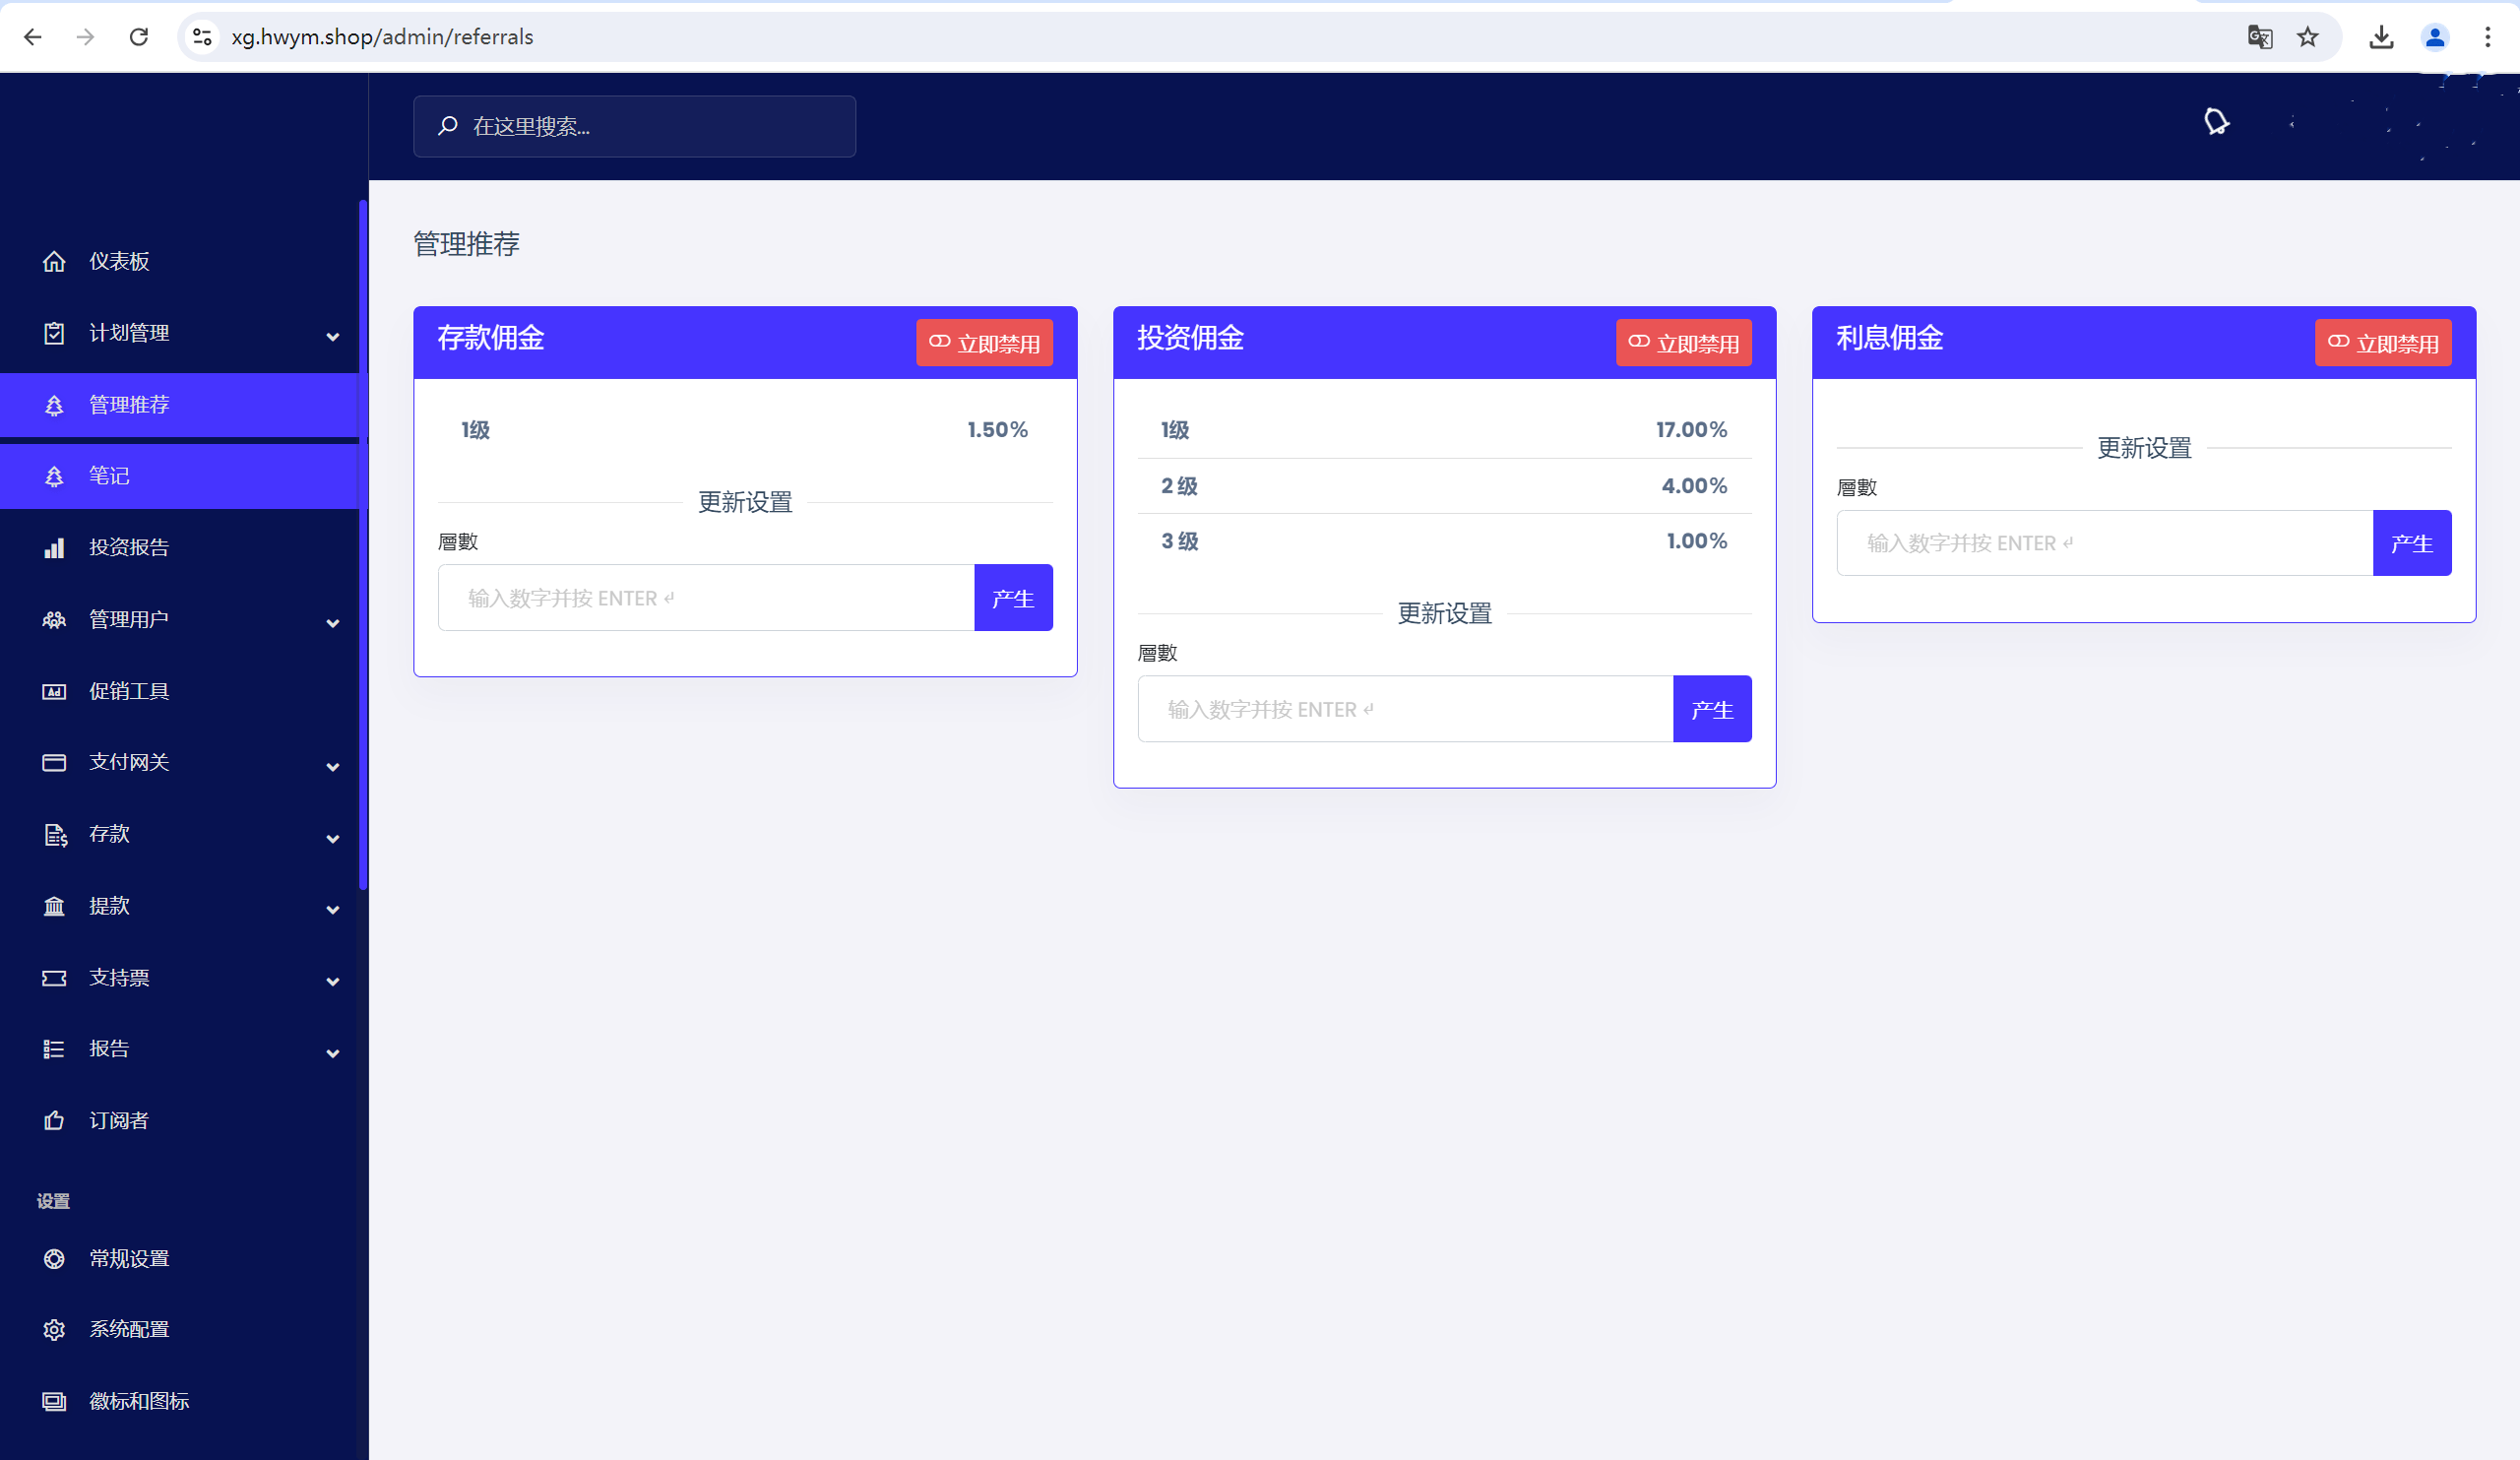 xg.hwym.shop/admin/referrals
在这里搜索...
仪表板
计划管理
管理推荐
笔记
投资报告
管理用户
促销工具
支付网关
存款
提款
支持票
报告
订阅者
设置
常规设置
系统配置
徽标和图标
管理推荐
存款佣金
立即禁用
1级 1.50%
更新设置
層數
输入数字并按 ENTER ↵
产生
投资佣金
立即禁用
1级 17.00%
2 级 4.00%
3 级 1.00%
更新设置
層數
输入数字并按 ENTER ↵
产生
利息佣金
立即禁用
更新设置
層數
输入数字并按 ENTER ↵
产生